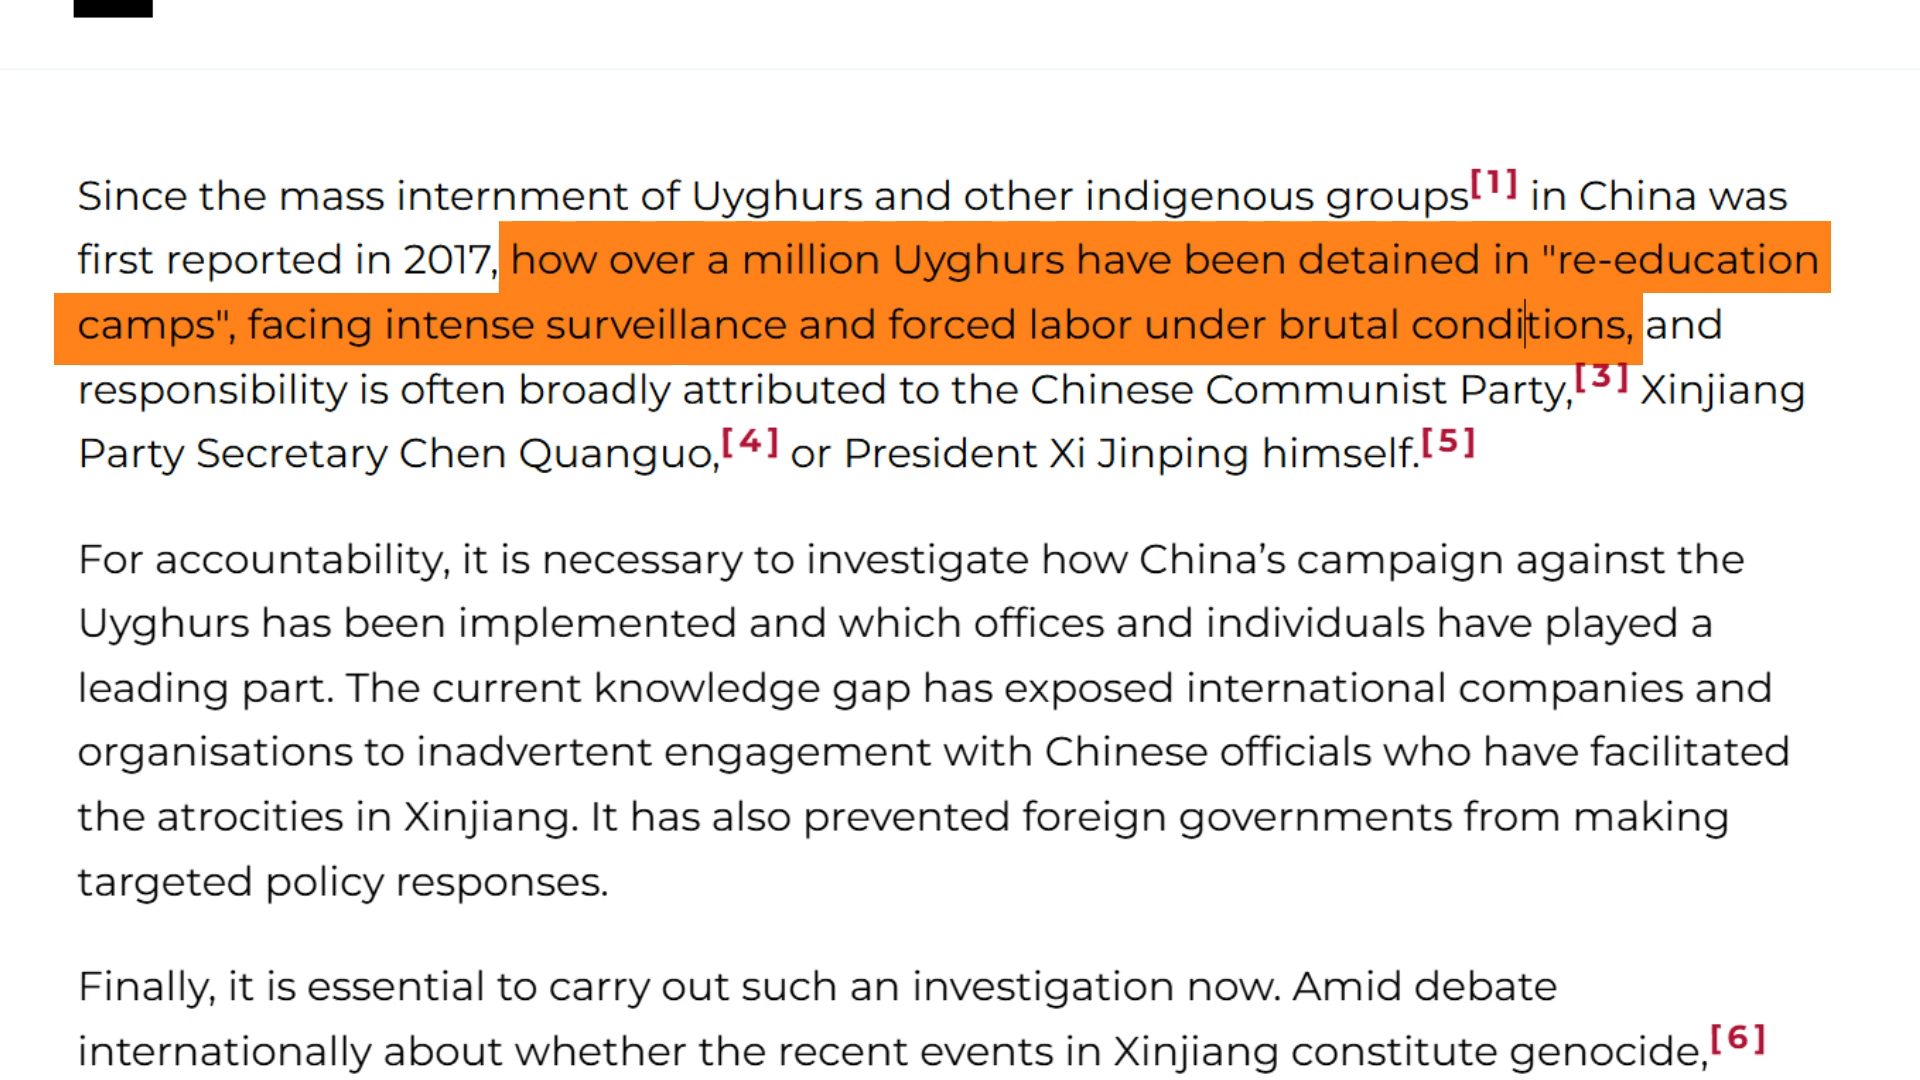 Since the mass internment of Uyghurs and other indigenous groups[1] in China was
first reported in 2017, how over a million Uyghurs have been detained in "re-education
camps", facing intense surveillance and forced labor under brutal conditions, and
responsibility is often broadly attributed to the Chinese Communist Party,[3] Xinjiang
Party Secretary Chen Quanguo,[4] or President Xi Jinping himself.[5]
For accountability, it is necessary to investigate how China’s campaign against the
Uyghurs has been implemented and which offices and individuals have played a
leading part. The current knowledge gap has exposed international companies and
organisations to inadvertent engagement with Chinese officials who have facilitated
the atrocities in Xinjiang. It has also prevented foreign governments from making
targeted policy responses.
Finally, it is essential to carry out such an investigation now. Amid debate
internationally about whether the recent events in Xinjiang constitute genocide,[6]